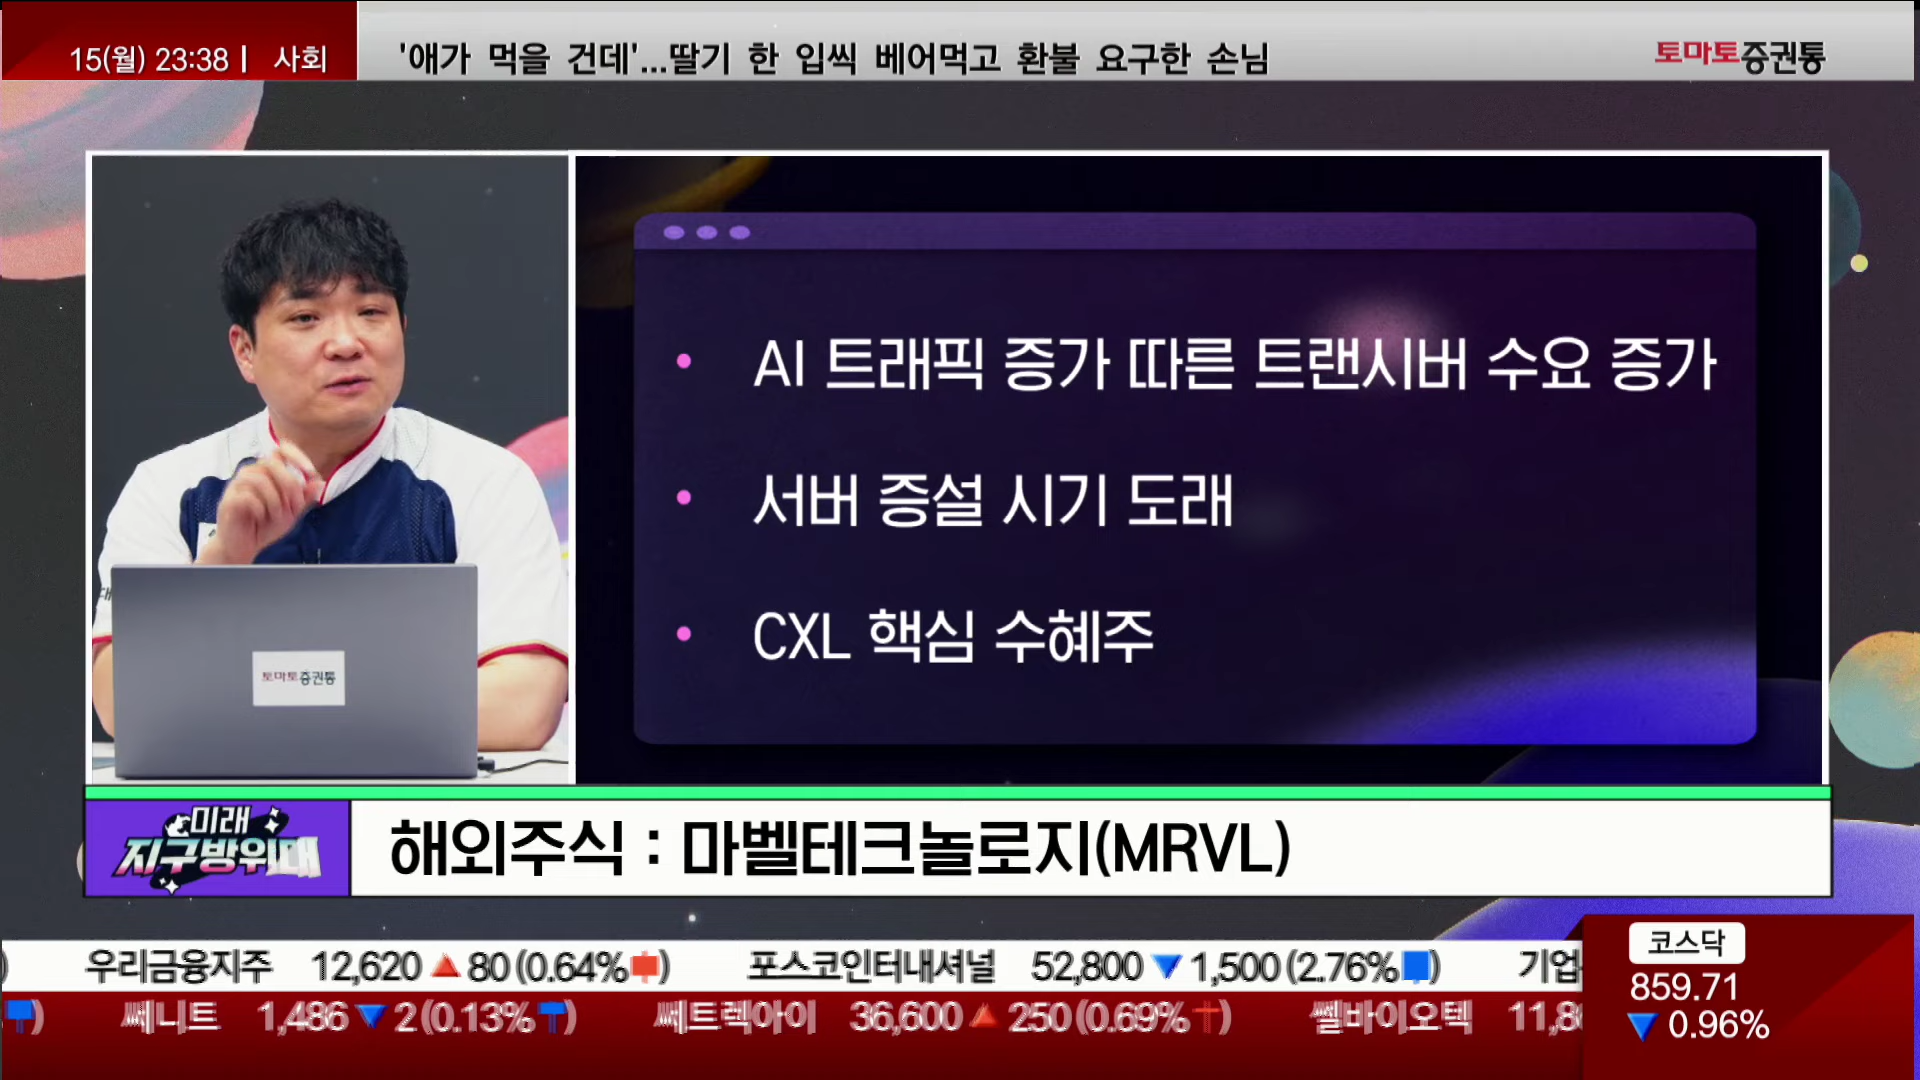 15(월) 23:38 | 사회
'애가 먹을 건데'...딸기 한 입씩 베어먹고 환불 요구한 손님
토마토증권통
• AI 트래픽 증가 따른 트랜시버 수요 증가
• 서버 증설 시기 도래
• CXL 핵심 수혜주
토마토증권통
미래
지구방위대
해외주식 : 마벨테크놀로지(MRVL)
) 우리금융지주 12,620 ▲ 80 (0.64% ) 포스코인터내셔널 52,800 ▼ 1,500 (2.76% ) 기업
) 쎄니트 1,486 ▼ 2 (0.13% ) 쎄트렉아이 36,600 ▲ 250 (0.69% ) 쎌바이오텍 11,8
코스닥
859.71
▼ 0.96%